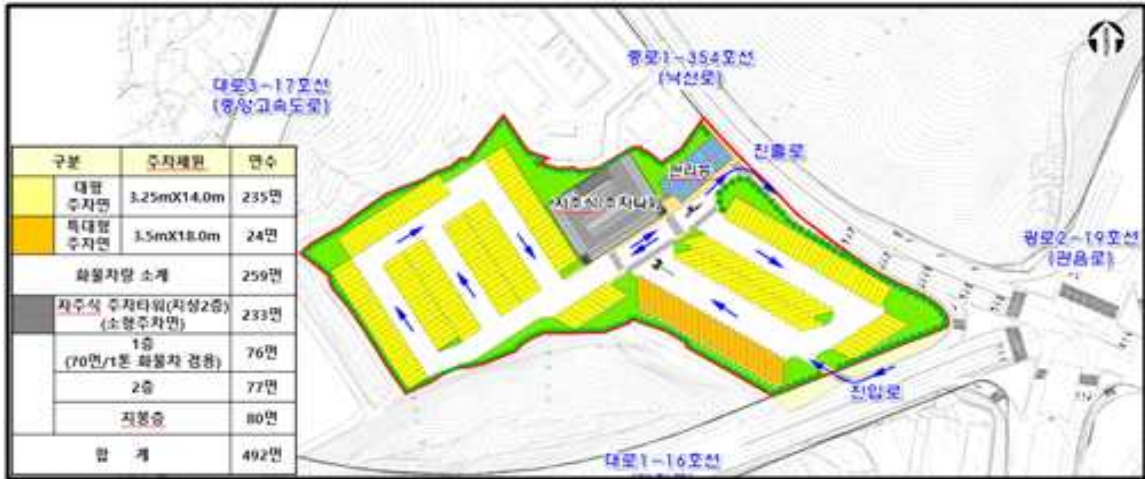 대로3-17호선
(중앙고속도로)
중로1-354호선
(낙선로)
진출로
관리동
자주식(주차타워)
광로2-19호선
(관음로)
진입로
대로1-16호선
구분 주차제원 면수
대형 주차면 3.25mX14.0m 235면
특대형 주차면 3.5mX18.0m 24면
화물차량 소계 259면
자주식 주차타워(지상2층)
(소형주차면) 233면
1층
(70면/1톤 화물차 겸용) 76면
2층 77면
지붕층 80면
합 계 492면